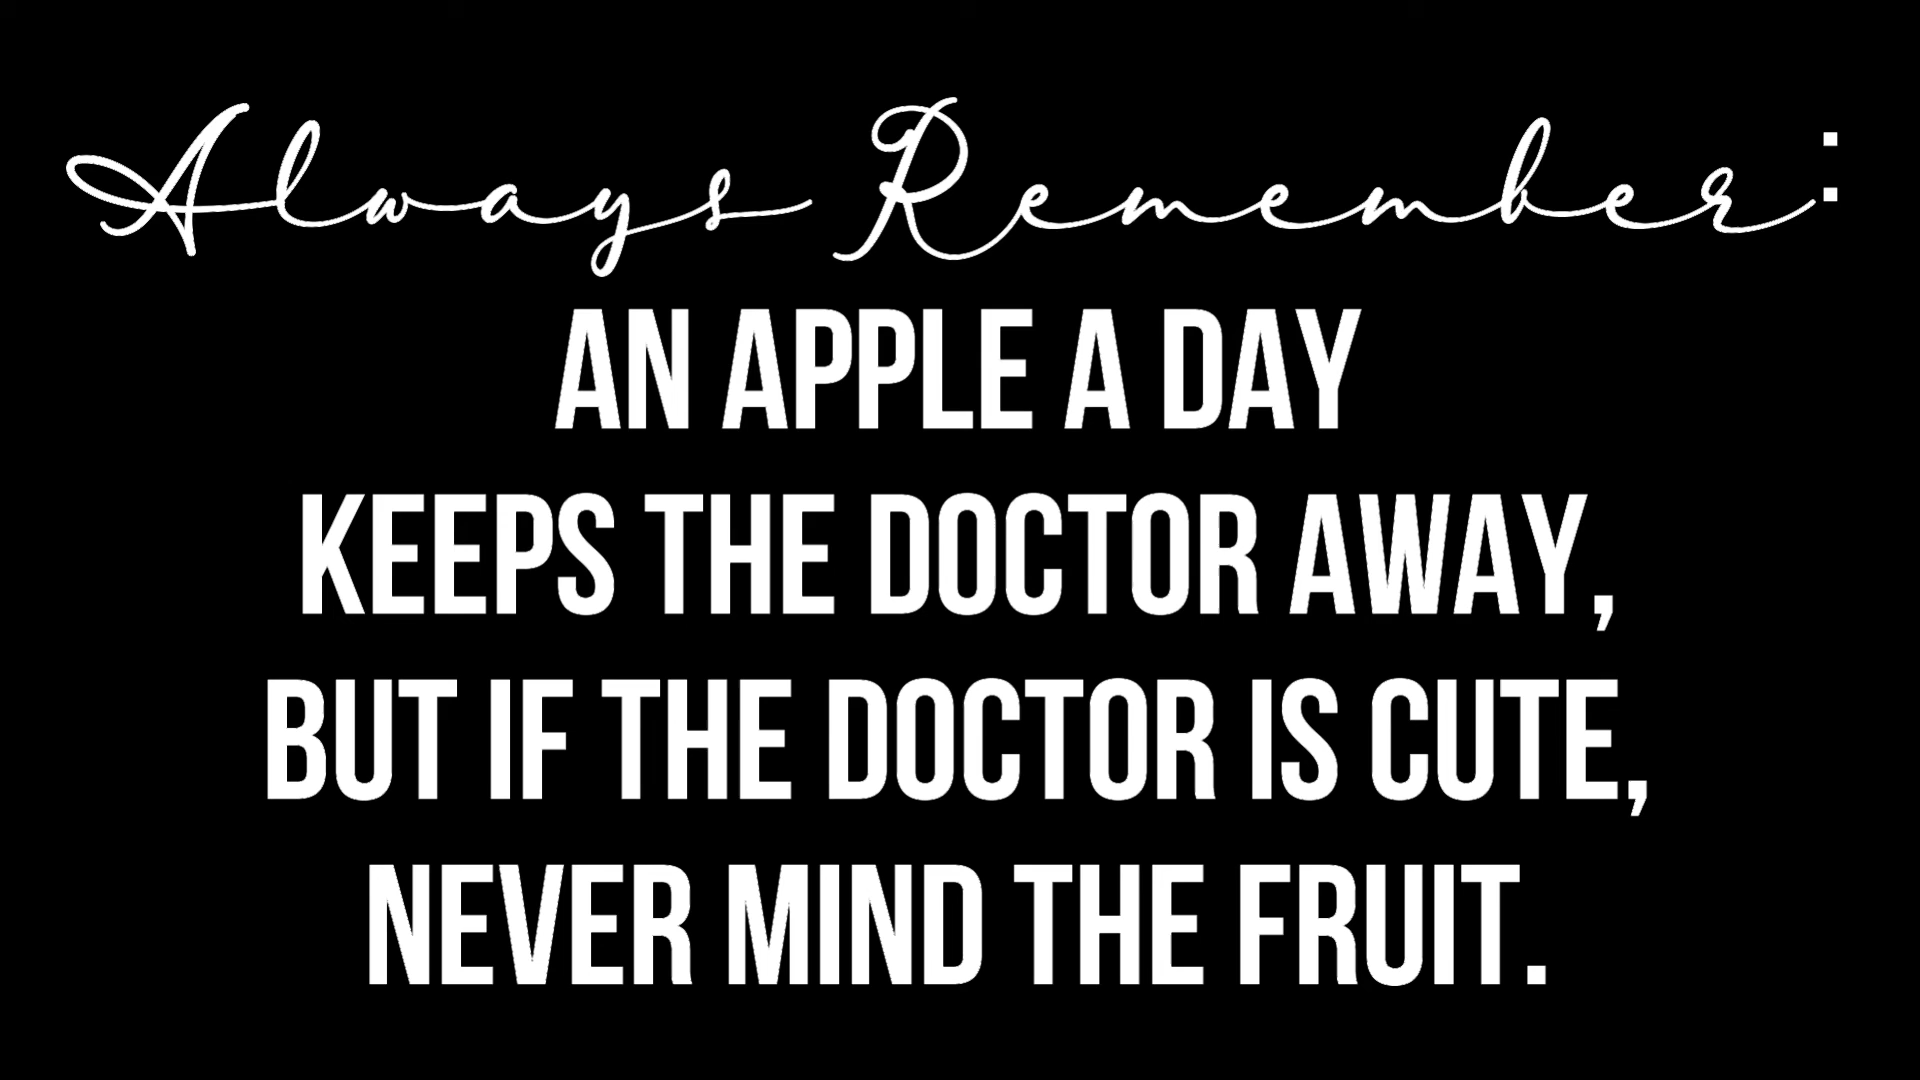 Always Remember:
AN APPLE A DAY
KEEPS THE DOCTOR AWAY,
BUT IF THE DOCTOR IS CUTE,
NEVER MIND THE FRUIT.